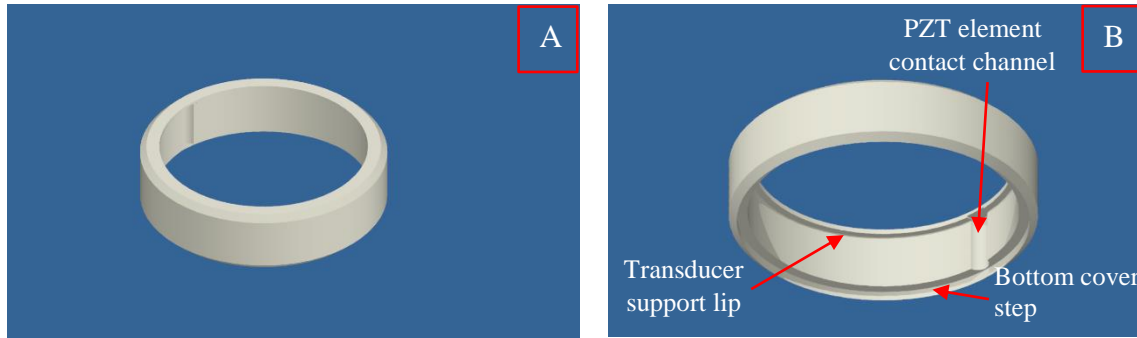 A
PZT element
contact channel
B
Transducer
support lip
Bottom cover
step